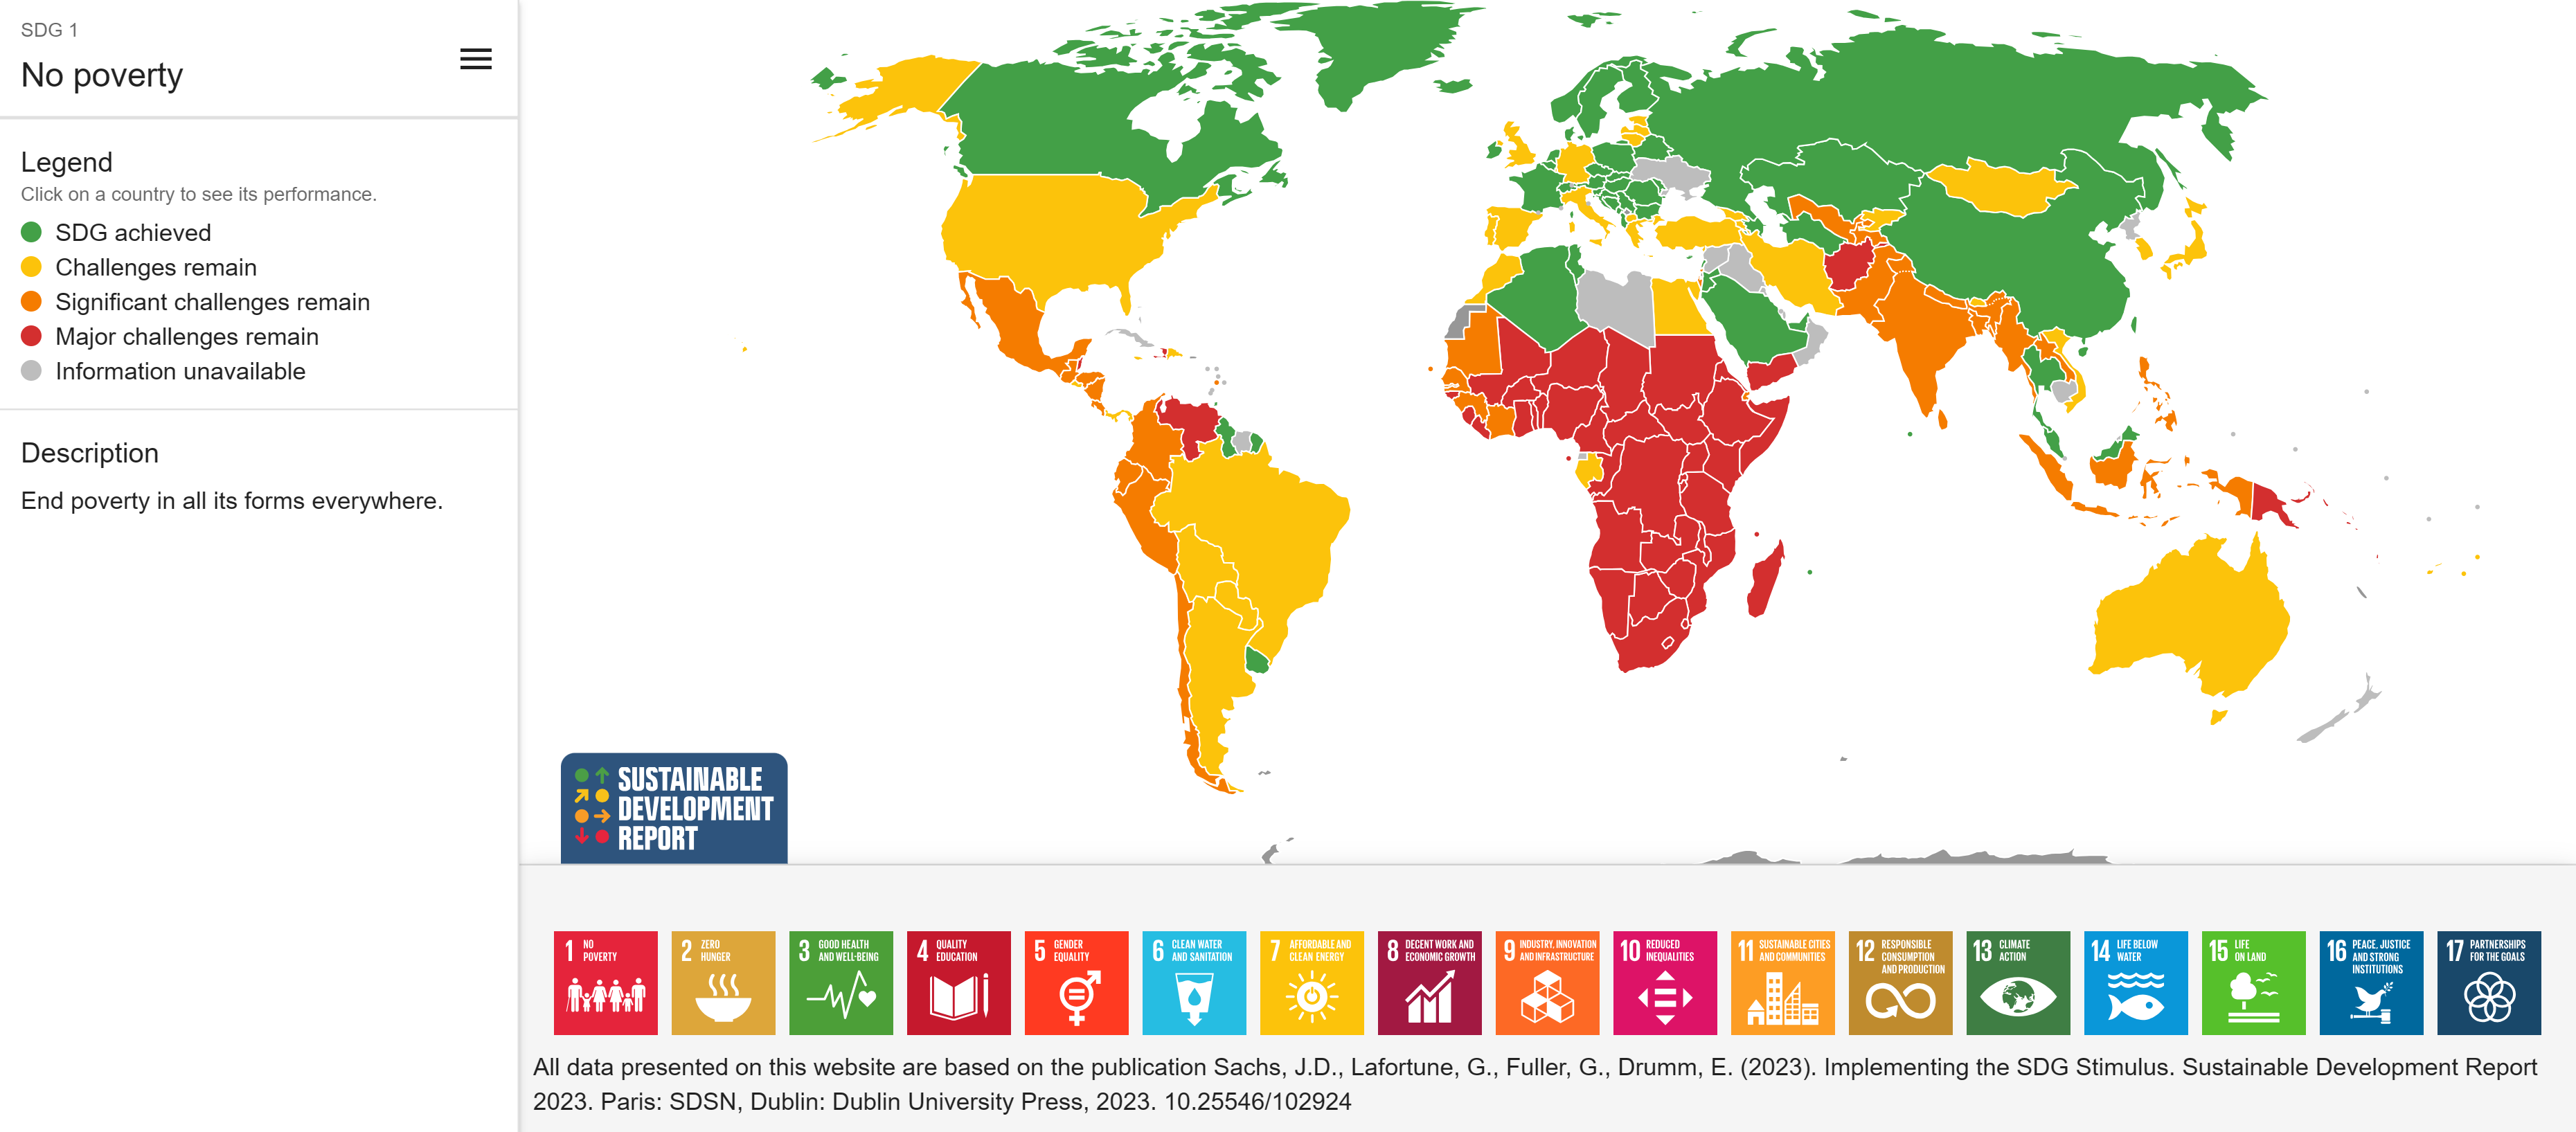 SDG 1
No poverty
Legend
Click on a country to see its performance.
SDG achieved
Challenges remain
Significant challenges remain
Major challenges remain
Information unavailable
Description
End poverty in all its forms everywhere.
SUSTAINABLE
DEVELOPMENT
REPORT
1 NO
POVERTY
2 ZERO
HUNGER
3 GOOD HEALTH
AND WELL-BEING
4 QUALITY
EDUCATION
5 GENDER
EQUALITY
6 CLEAN WATER
AND SANITATION
7 AFFORDABLE AND
CLEAN ENERGY
8 DECENT WORK AND
ECONOMIC GROWTH
9 INDUSTRY, INNOVATION
AND INFRASTRUCTURE
10 REDUCED
INEQUALITIES
11 SUSTAINABLE CITIES
AND COMMUNITIES
12 RESPONSIBLE
CONSUMPTION
AND PRODUCTION
13 CLIMATE
ACTION
14 LIFE BELOW
WATER
15 LIFE
ON LAND
16 PEACE, JUSTICE
AND STRONG
INSTITUTIONS
17 PARTNERSHIPS
FOR THE GOALS
All data presented on this website are based on the publication Sachs, J.D., Lafortune, G., Fuller, G., Drumm, E. (2023). Implementing the SDG Stimulus. Sustainable Development Report
2023. Paris: SDSN, Dublin: Dublin University Press, 2023. 10.25546/102924